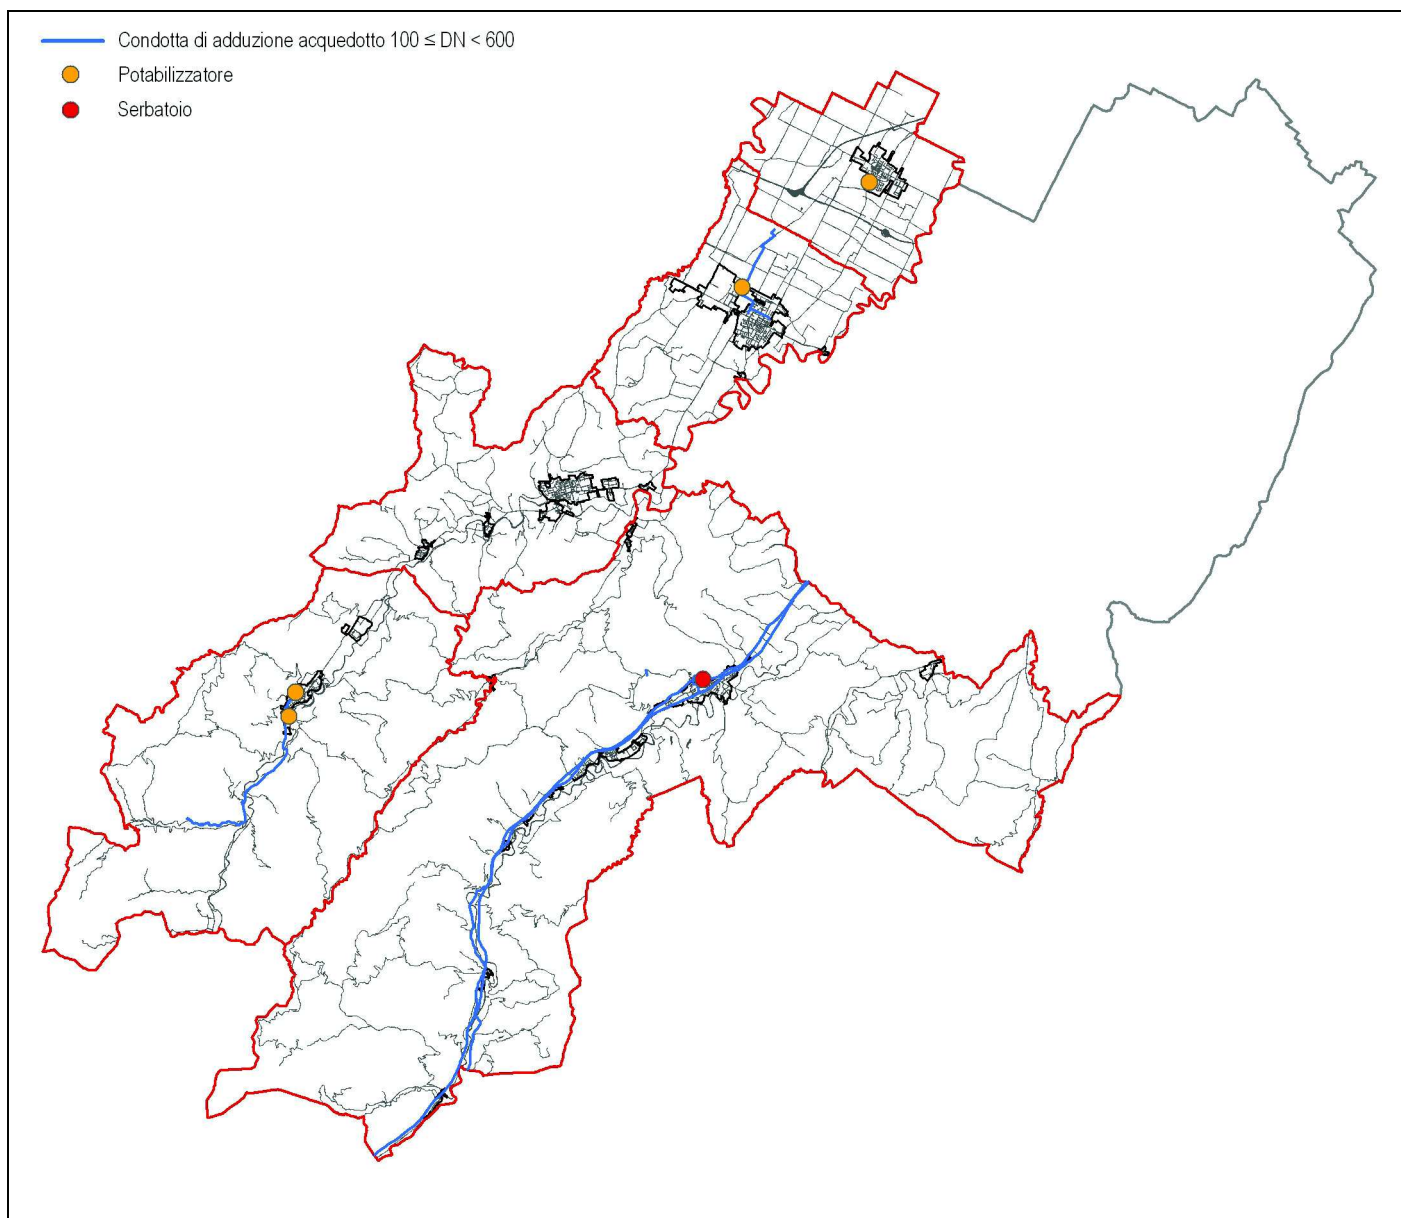 Condotta di adduzione acquedotto 100 ≤ DN < 600
Potabilizzatore
Serbatoio